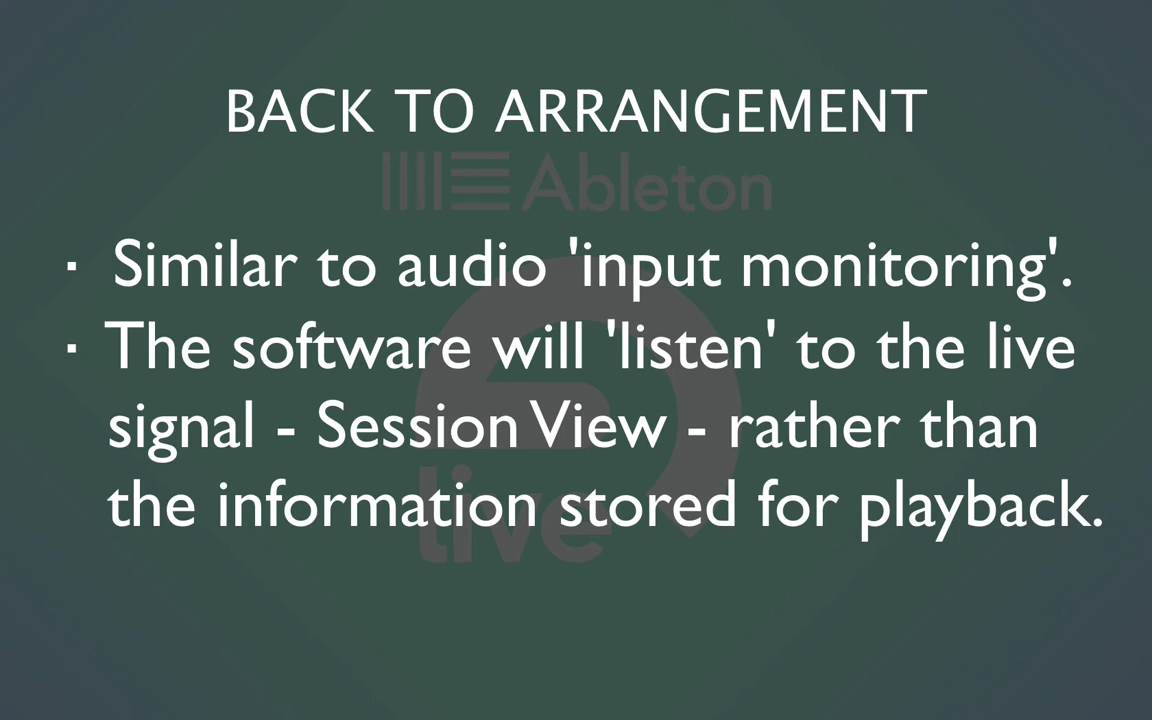 BACK TO ARRANGEMENT
Ableton
· Similar to audio 'input monitoring'.
· The software will 'listen' to the live
signal - Session View - rather than
the information stored for playback.
live